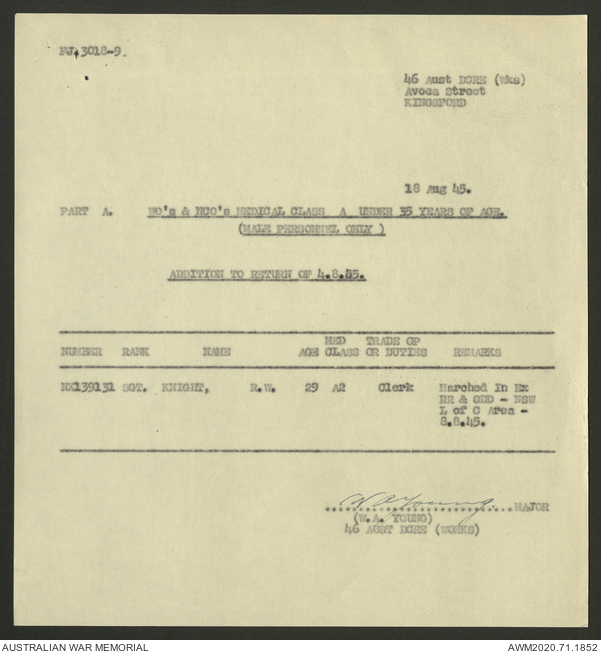 FJ.3018-9.
46 Aust DCRE (Wks)
Avoca Street
KINGSFORD
18 Aug 45.
PART A. WO's & NCO's MEDICAL CLASS A UNDER 35 YEARS OF AGE.
(MALE PERSONNEL ONLY )
ADDITION TO RETURN OF 4.8.45.
NUMBER RANK NAME AGE MED CLASS TRADE GP OR DUTIES REMARKS
NX139131 SGT. KNIGHT, R.W. 29 A2 Clerk Marched In Ex
RR & GDD - NSW
L of C Area -
8.8.45.
W A Young. MAJOR
(W.A. YOUNG)
46 AUST DCRE (WORKS)
AUSTRALIAN WAR MEMORIAL AWM2020.71.1852